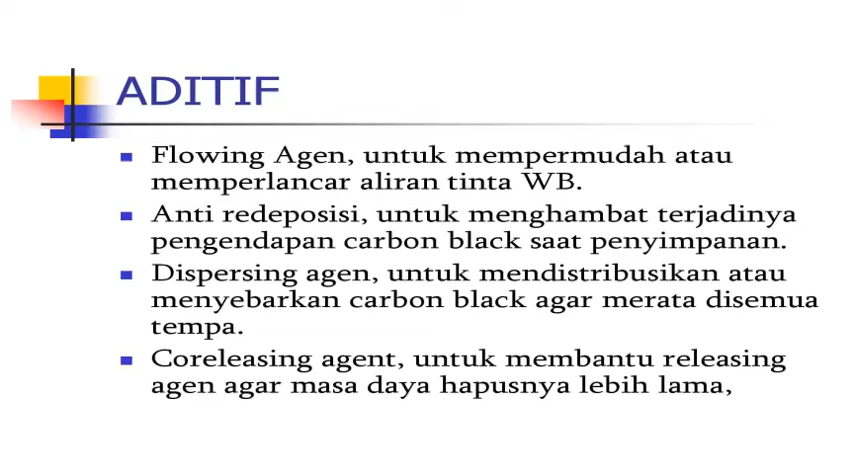 ADITIF
Flowing Agen, untuk mempermudah atau
memperlancar aliran tinta WB.
Anti redeposisi, untuk menghambat terjadinya
pengendapan carbon black saat penyimpanan.
Dispersing agen, untuk mendistribusikan atau
menyebarkan carbon black agar merata disemua
tempa.
Coreleasing agent, untuk membantu releasing
agen agar masa daya hapusnya lebih lama,